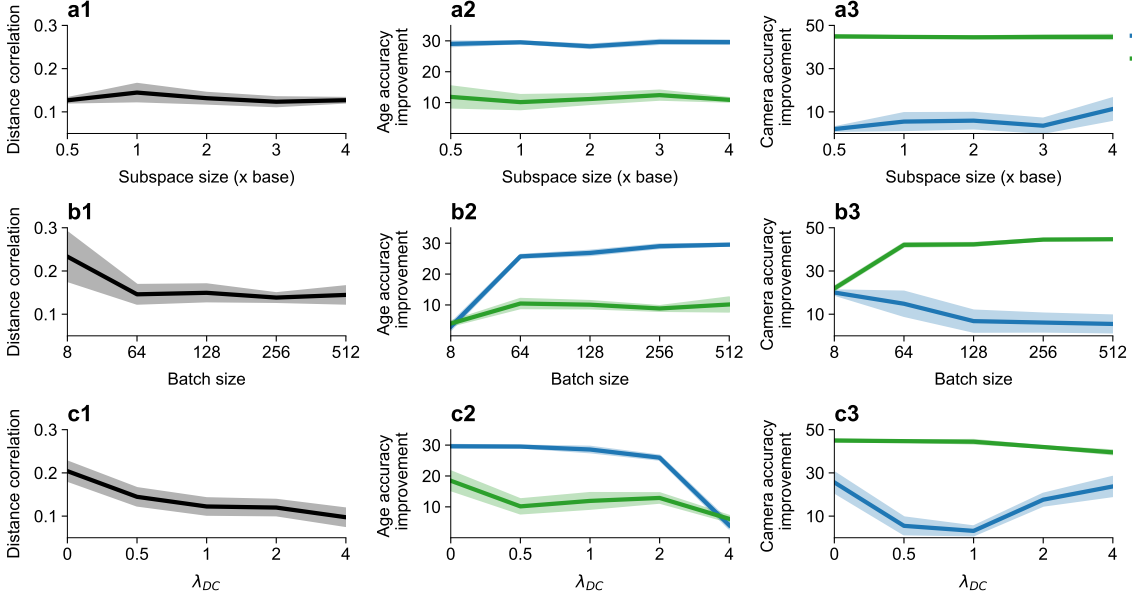 a1
Distance correlation
0.3
0.2
0.1
0.5 1 2 3 4
Subspace size (x base)
a2
Age accuracy
improvement
30
20
10
0.5 1 2 3 4
Subspace size (x base)
a3
Camera accuracy
improvement
50
30
10
0.5 1 2 3 4
Subspace size (x base)
b1
Distance correlation
0.3
0.2
0.1
8 64 128 256 512
Batch size
b2
Age accuracy
improvement
30
20
10
8 64 128 256 512
Batch size
b3
Camera accuracy
improvement
50
30
10
8 64 128 256 512
Batch size
c1
Distance correlation
0.3
0.2
0.1
0 0.5 1 2 4
λDC
c2
Age accuracy
improvement
30
20
10
0 0.5 1 2 4
λDC
c3
Camera accuracy
improvement
50
30
10
0 0.5 1 2 4
λDC